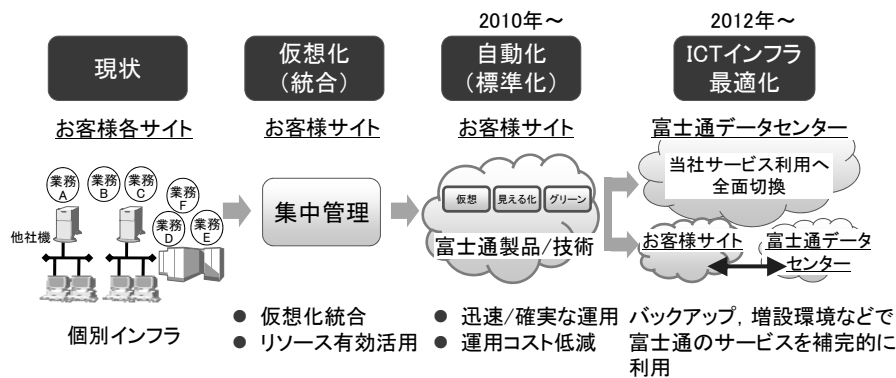 2010年～
2012年～
現状
仮想化
（統合）
自動化
（標準化）
ICTインフラ
最適化
お客様各サイト
お客様サイト
お客様サイト
富士通データセンター
業務
A
業務
B
業務
C
業務
F
業務
D
業務
E
他社機
個別インフラ
集中管理
仮想
見える化
グリーン
富士通製品/技術
当社サービス利用へ
全面切換
お客様サイト
富士通データ
センター
● 仮想化統合
● リソース有効活用
● 迅速/確実な運用
● 運用コスト低減
バックアップ，増設環境などで
富士通のサービスを補完的に
利用